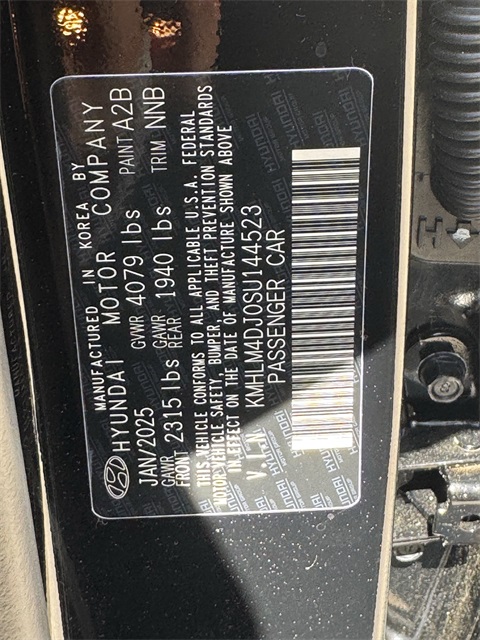 MANUFACTURED IN KOREA BY
HYUNDAI MOTOR COMPANY
JAN/2025 GVWR 4079 lbs PAINT A2B
GAWR FRONT 2315 lbs GAWR REAR 1940 lbs TRIM NNB
THIS VEHICLE CONFORMS TO ALL APPLICABLE U.S.A. FEDERAL
MOTOR VEHICLE SAFETY, BUMPER, AND THEFT PREVENTION STANDARDS
IN EFFECT ON THE DATE OF MANUFACTURE SHOWN ABOVE
V.I.N KMHLM4DJ0SU144523
PASSENGER CAR